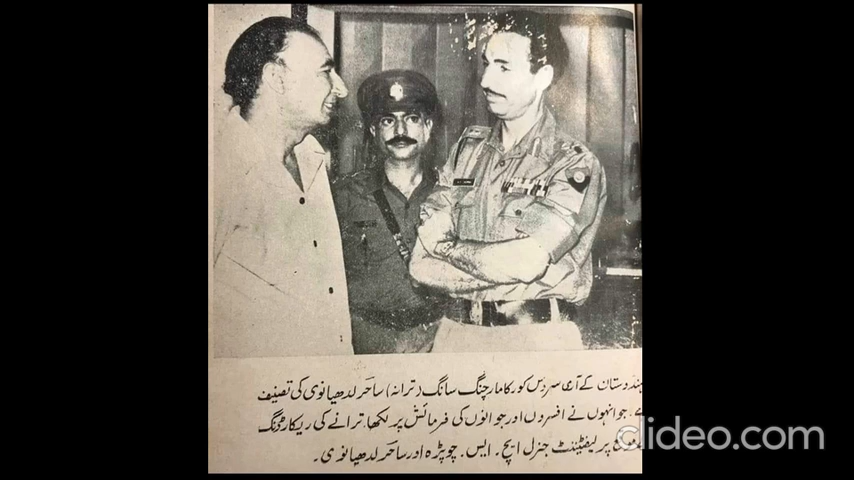 ہندوستان کے آرمی سروس کور کا مارچنگ سانگ (ترانہ) ساحر لدھیانوی کی تصنیف
ہے۔ جو انہوں نے افسروں اور جوانوں کی فرمائش پر لکھا، ترانے کی ریکارڈنگ
پر لیفٹیننٹ جنرل ایچ۔ ایس۔ چوپڑہ اور ساحر لدھیانوی۔
clideo.com